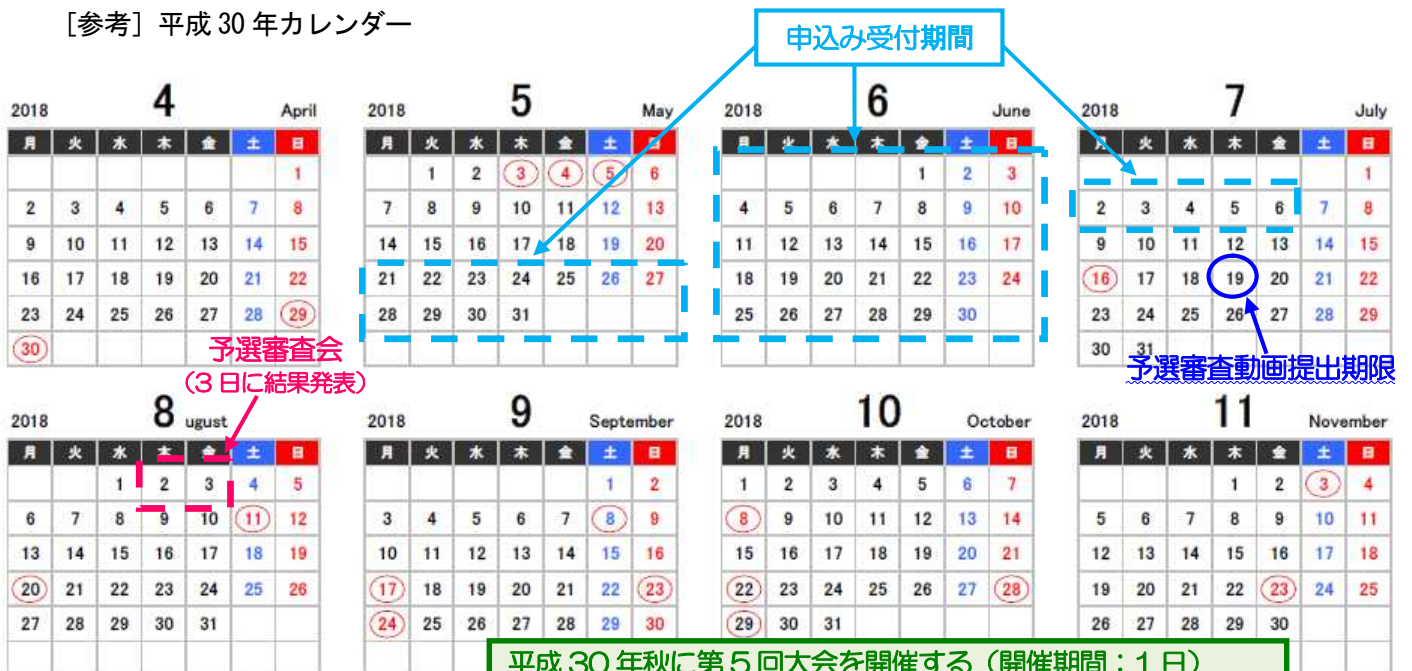 ［参考］平成 30 年カレンダー
申込み受付期間
2018 4 April
月 火 水 木 金 土 日
1
2 3 4 5 6 7 8
9 10 11 12 13 14 15
16 17 18 19 20 21 22
23 24 25 26 27 28 29
30
2018 5 May
月 火 水 木 金 土 日
1 2 3 4 5 6
7 8 9 10 11 12 13
14 15 16 17 18 19 20
21 22 23 24 25 26 27
28 29 30 31
2018 6 June
月 火 水 木 金 土 日
1 2 3
4 5 6 7 8 9 10
11 12 13 14 15 16 17
18 19 20 21 22 23 24
25 26 27 28 29 30
2018 7 July
月 火 水 木 金 土 日
1
2 3 4 5 6 7 8
9 10 11 12 13 14 15
16 17 18 19 20 21 22
23 24 25 26 27 28 29
30 31
予選審査動画提出期限
予選審査会
（3 日に結果発表）
2018 8 ugust
月 火 水 木 金 土 日
1 2 3 4 5
6 7 8 9 10 11 12
13 14 15 16 17 18 19
20 21 22 23 24 25 26
27 28 29 30 31
2018 9 September
月 火 水 木 金 土 日
1 2
3 4 5 6 7 8 9
10 11 12 13 14 15 16
17 18 19 20 21 22 23
24 25 26 27 28 29 30
2018 10 October
月 火 水 木 金 土 日
1 2 3 4 5 6 7
8 9 10 11 12 13 14
15 16 17 18 19 20 21
22 23 24 25 26 27 28
29 30 31
2018 11 November
月 火 水 木 金 土 日
1 2 3 4
5 6 7 8 9 10 11
12 13 14 15 16 17 18
19 20 21 22 23 24 25
26 27 28 29 30
平成 30 年秋に第 5 回大会を開催する（開催期間：1 日）